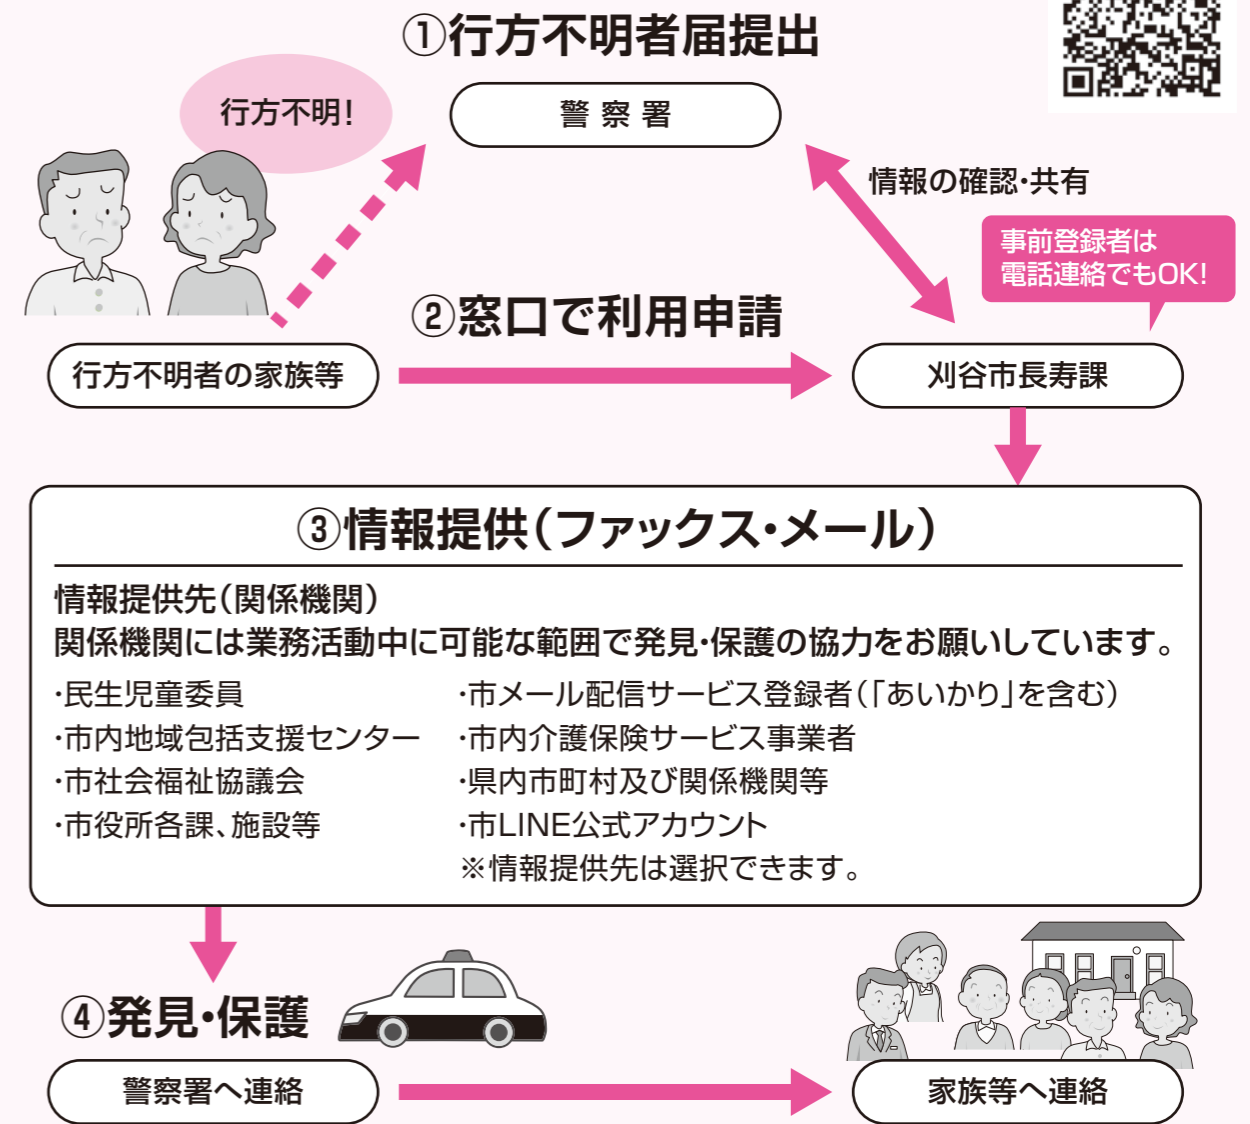 ①行方不明者届提出
行方不明！
警察署
情報の確認・共有
事前登録者は
電話連絡でもOK！
②窓口で利用申請
行方不明者の家族等
刈谷市長寿課
③情報提供（ファックス・メール）
情報提供先（関係機関）
関係機関には業務活動中に可能な範囲で発見・保護の協力をお願いしています。
・民生児童委員
・市内地域包括支援センター
・市社会福祉協議会
・市役所各課、施設等
・市メール配信サービス登録者（「あいかり」を含む）
・市内介護保険サービス事業者
・県内市町村及び関係機関等
・市LINE公式アカウント
※情報提供先は選択できます。
④発見・保護
警察署へ連絡
家族等へ連絡